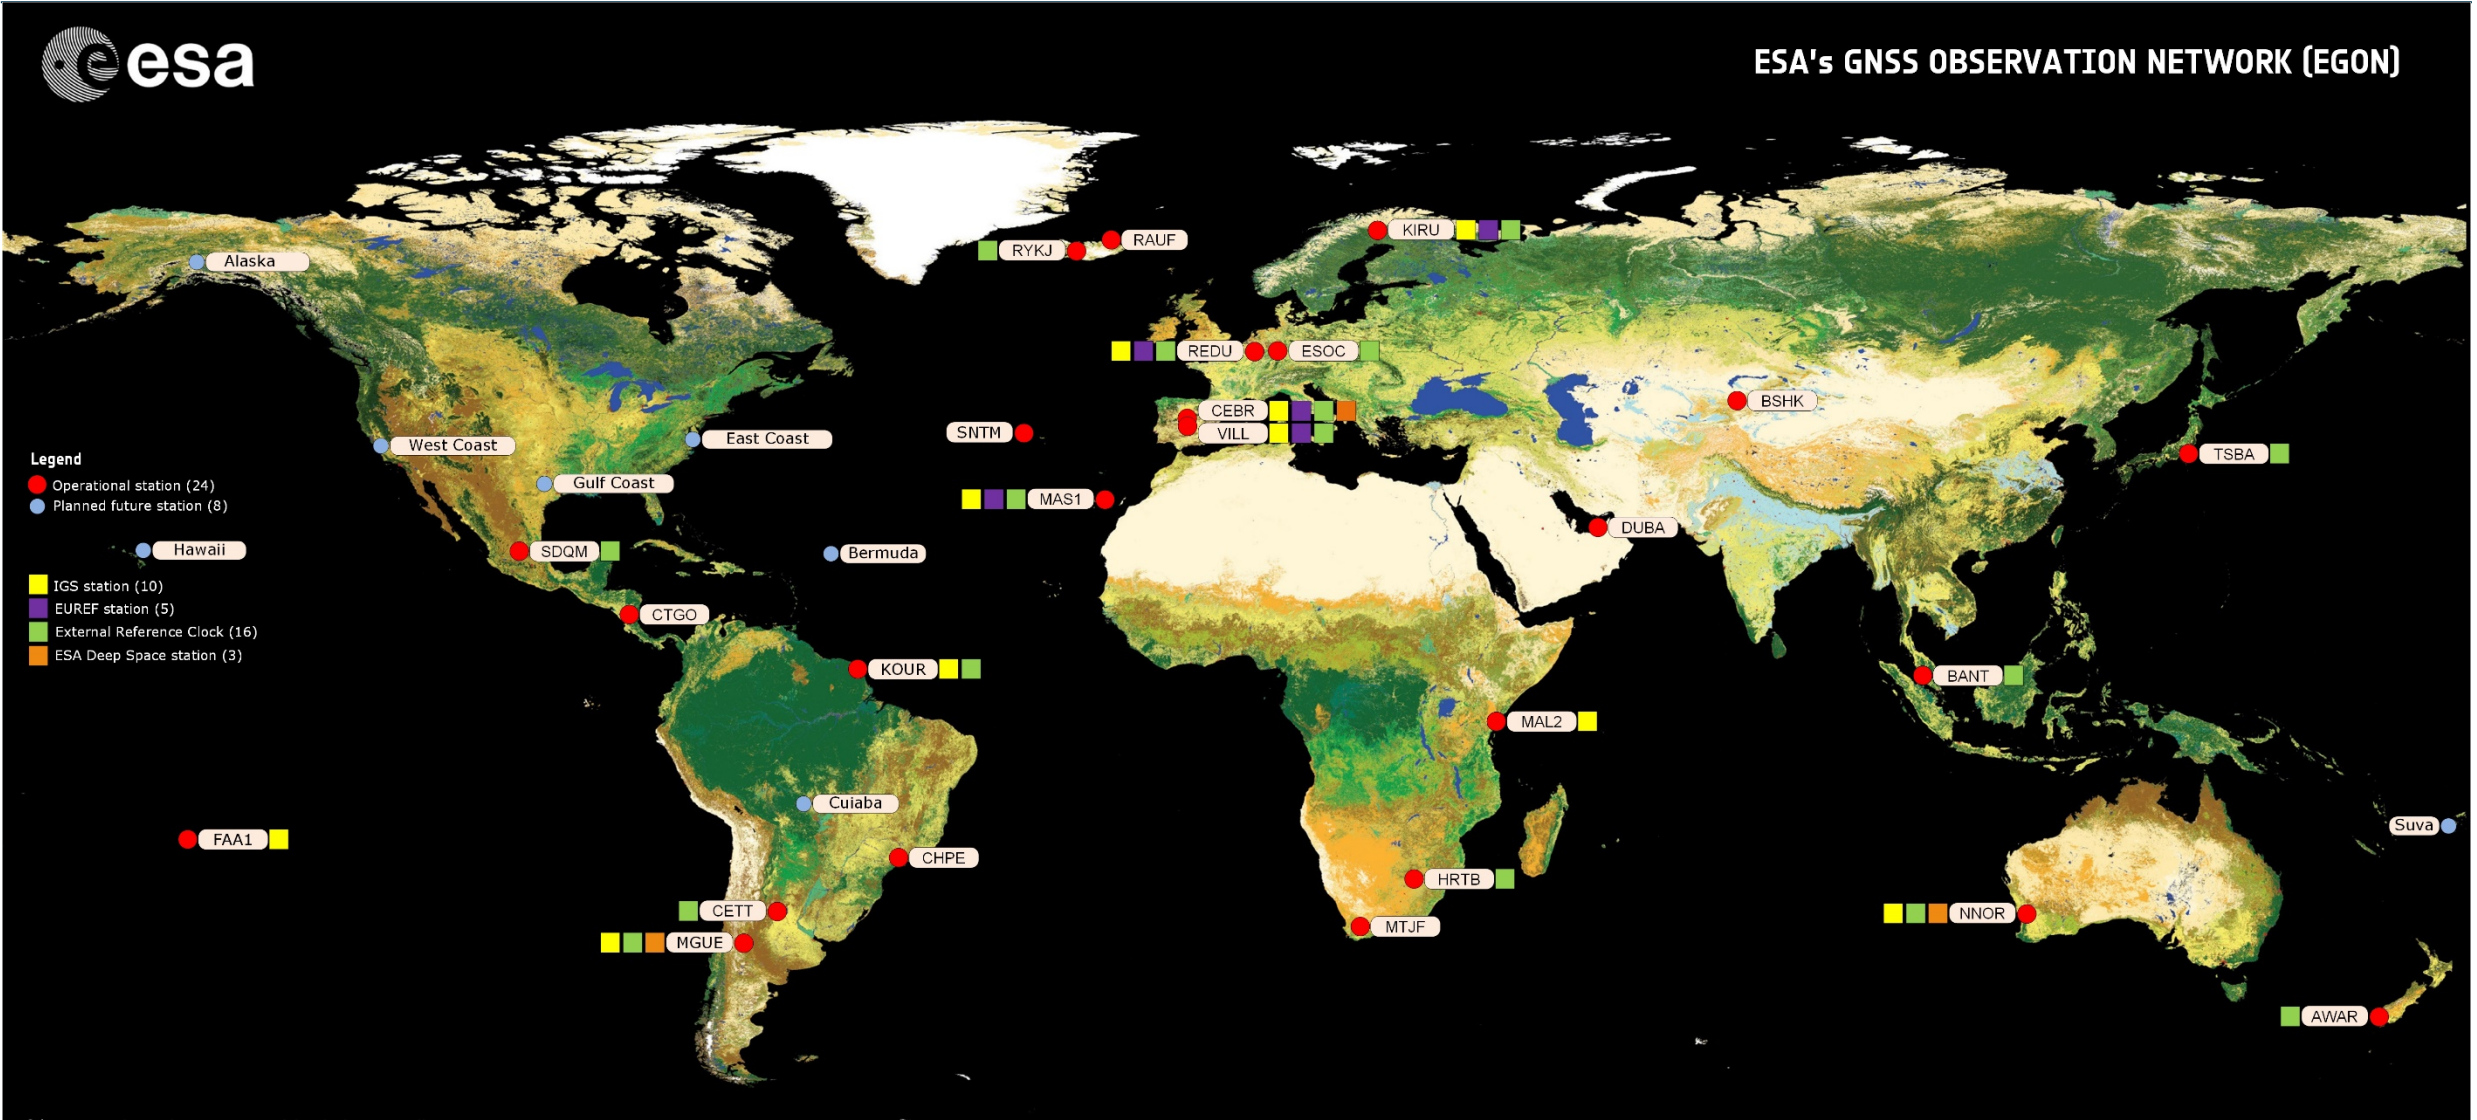 esa
ESA's GNSS OBSERVATION NETWORK (EGON)
KIRU
RAUF
RYKJ
Alaska
REDU
ESOC
BSHK
CEBR
VILL
SNTM
East Coast
West Coast
TSBA
Legend
Operational station (24)
Planned future station (8)
Gulf Coast
MAS1
DUBA
Hawaii
SDQM
Bermuda
IGS station (10)
EUREF station (5)
External Reference Clock (16)
ESA Deep Space station (3)
CTGO
KOUR
BANT
MAL2
Cuiaba
Suva
FAA1
CHPE
HRTB
CETT
NNOR
MTJF
MGUE
AWAR